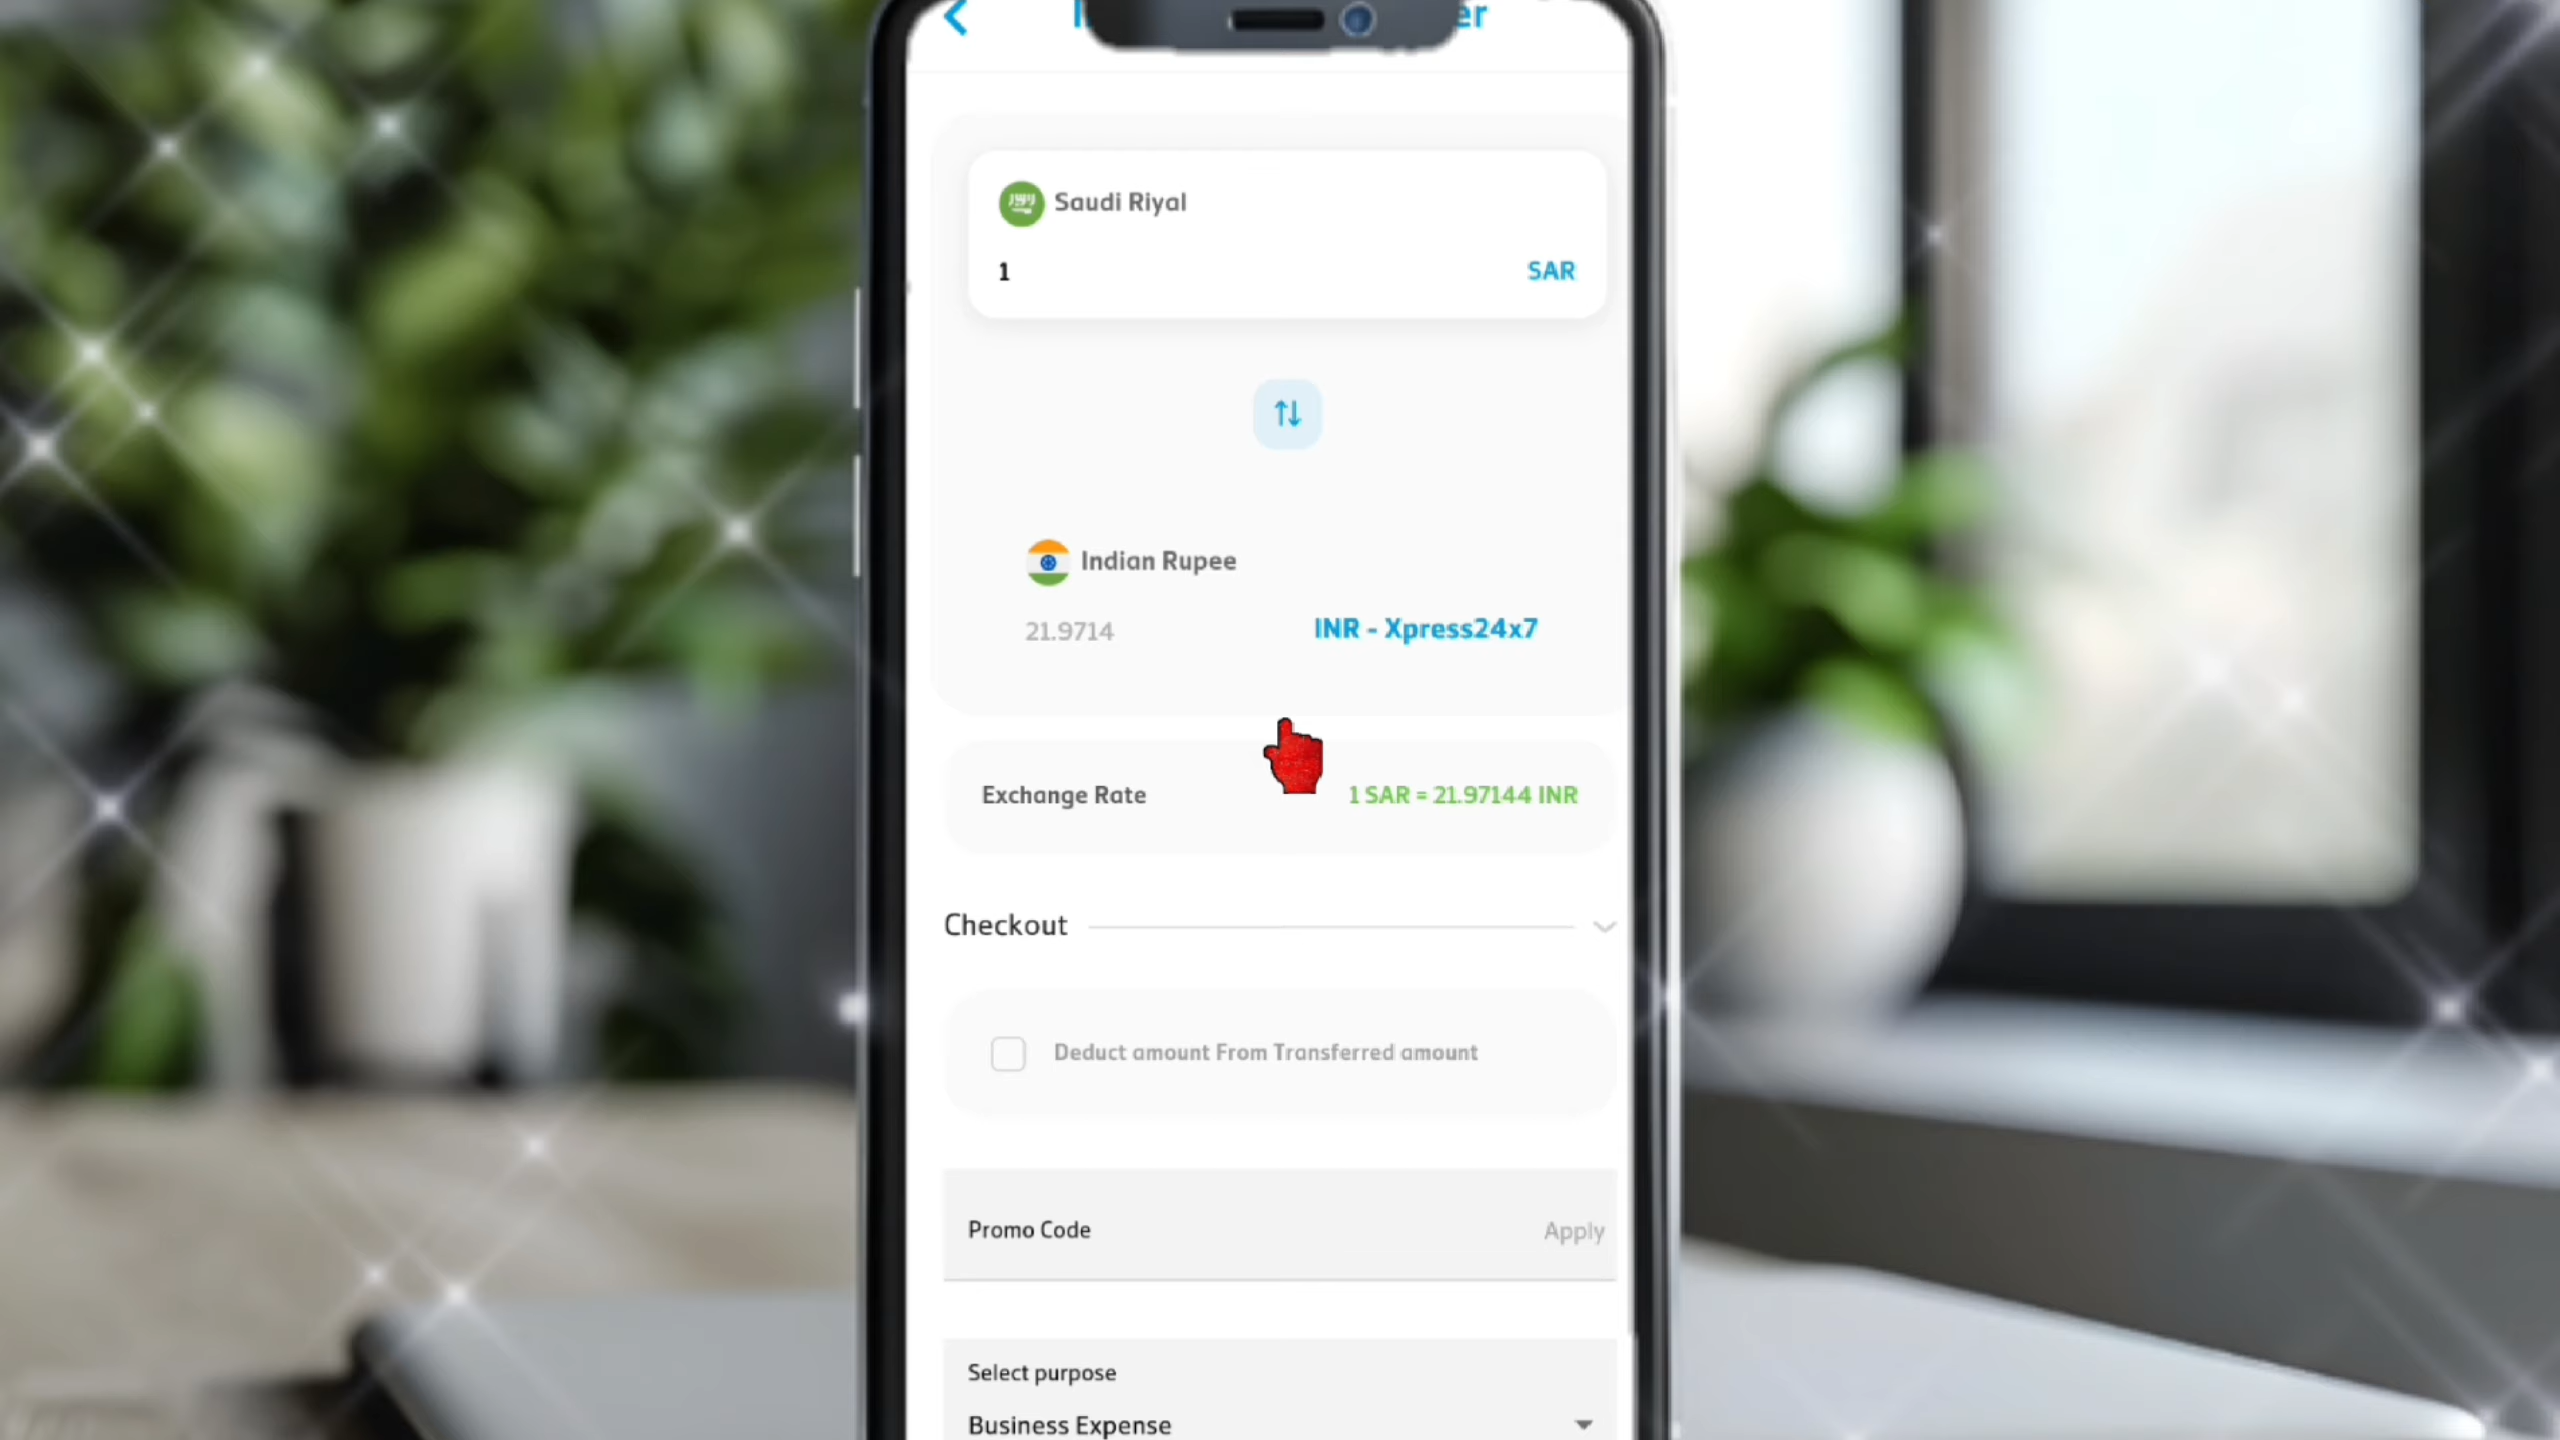 er
Saudi Riyal
1 SAR
Indian Rupee
21.9714 INR - Xpress24x7
Exchange Rate 1 SAR = 21.97144 INR
Checkout
Deduct amount From Transferred amount
Promo Code Apply
Select purpose
Business Expense